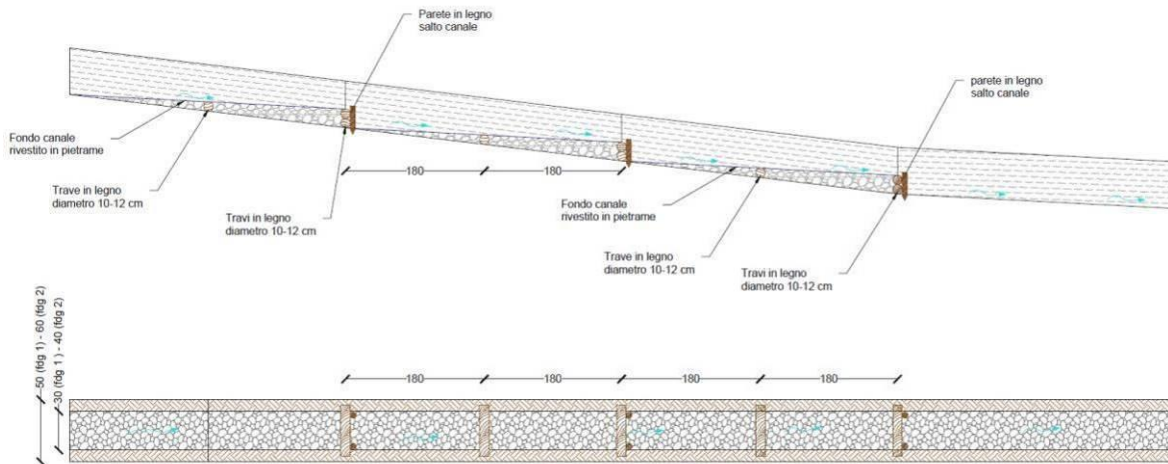 Parete in legno
salto canale
parete in legno
salto canale
Fondo canale
rivestito in pietrame
Trave in legno
diametro 10-12 cm
Travi in legno
diametro 10-12 cm
180
180
Fondo canale
rivestito in pietrame
Trave in legno
diametro 10-12 cm
Travi in legno
diametro 10-12 cm
50 (fdg 1) - 60 (fdg 2)
30 (fdg 1 ) - 40 (fdg 2)
180
180
180
180